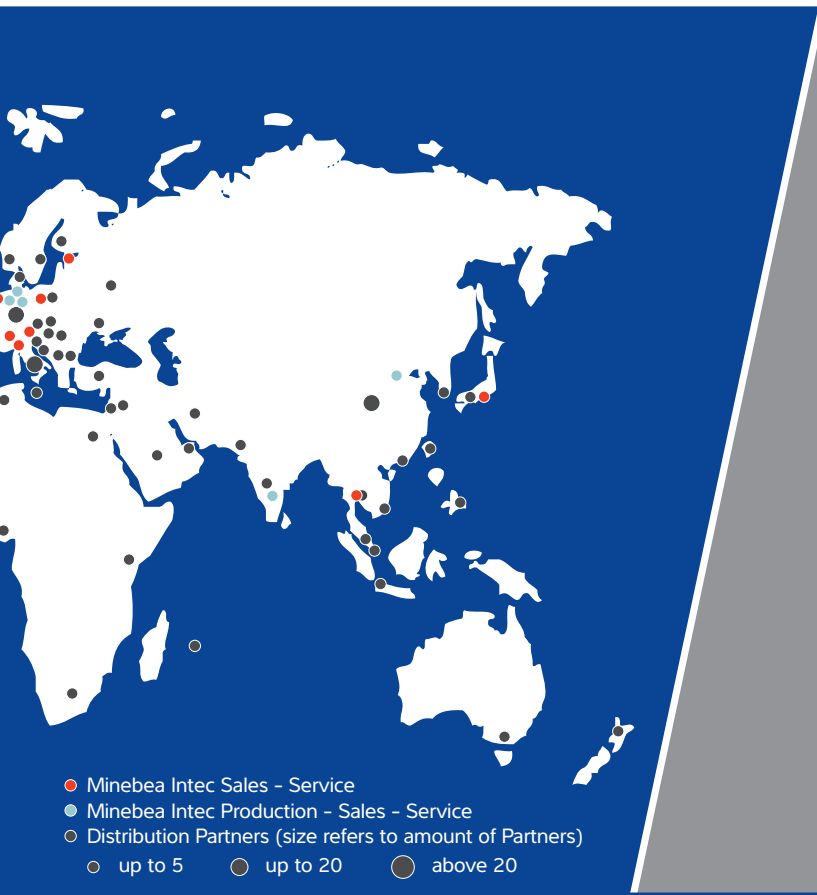 Minebea Intec Sales - Service
Minebea Intec Production - Sales - Service
Distribution Partners (size refers to amount of Partners)
up to 5 up to 20 above 20